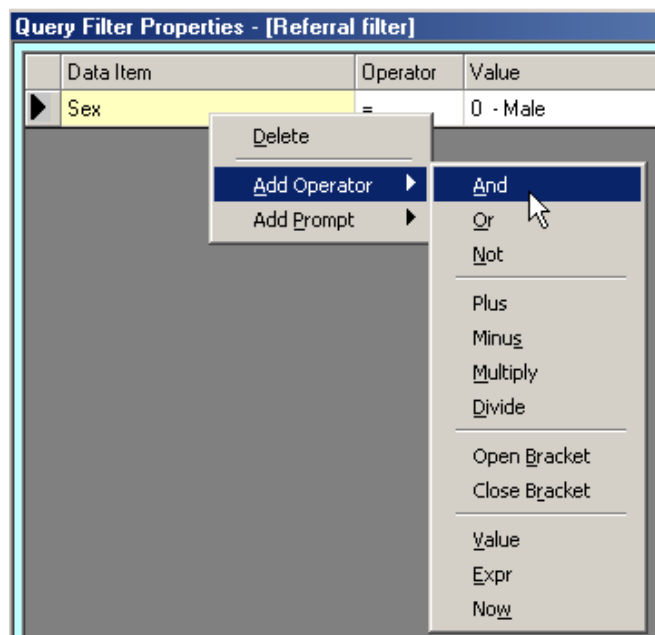 Query Filter Properties - [Referral filter]
Data Item Operator Value
Sex = 0 - Male
Delete
Add Operator And
Add Prompt Or
Not
Plus
Minus
Multiply
Divide
Open Bracket
Close Bracket
Value
Expr
Now